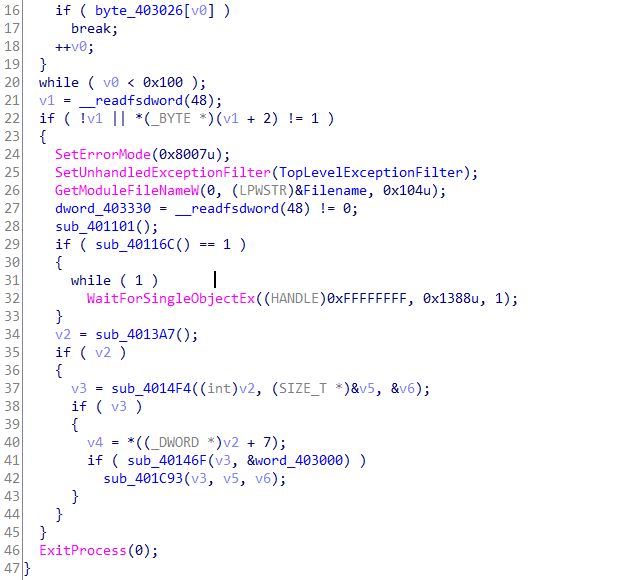 16 if ( byte_403026[v0] )
17 break;
18 ++v0;
19 }
20 while ( v0 < 0x100 );
21 v1 = __readfsdword(48);
22 if ( !v1 || *(_BYTE *)(v1 + 2) != 1 )
23 {
24 SetErrorMode(0x8007u);
25 SetUnhandledExceptionFilter(TopLevelExceptionFilter);
26 GetModuleFileNameW(0, (LPWSTR)&Filename, 0x104u);
27 dword_403330 = __readfsdword(48) != 0;
28 sub_401101();
29 if ( sub_40116C() == 1 )
30 {
31 while ( 1 )
32 WaitForSingleObjectEx((HANDLE)0xFFFFFFFF, 0x1388u, 1);
33 }
34 v2 = sub_4013A7();
35 if ( v2 )
36 {
37 v3 = sub_4014F4((int)v2, (SIZE_T *)&v5, &v6);
38 if ( v3 )
39 {
40 v4 = *((_DWORD *)v2 + 7);
41 if ( sub_40146F(v3, &word_403000) )
42 sub_401C93(v3, v5, v6);
43 }
44 }
45 }
46 ExitProcess(0);
47 }